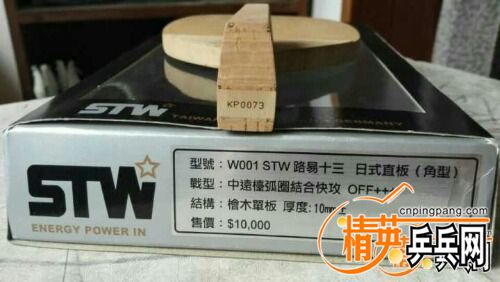 KP0073
STW
TAIWAN
GERMANY
STW
ENERGY POWER IN
型號：W001 STW 路易十三 日式直板（角型）
戰型：中遠檯弧圈結合快攻 OFF+++
結構：檜木單板 厚度：10mm±
售價：$10,000
cnpingpang.com
精英乒乓网